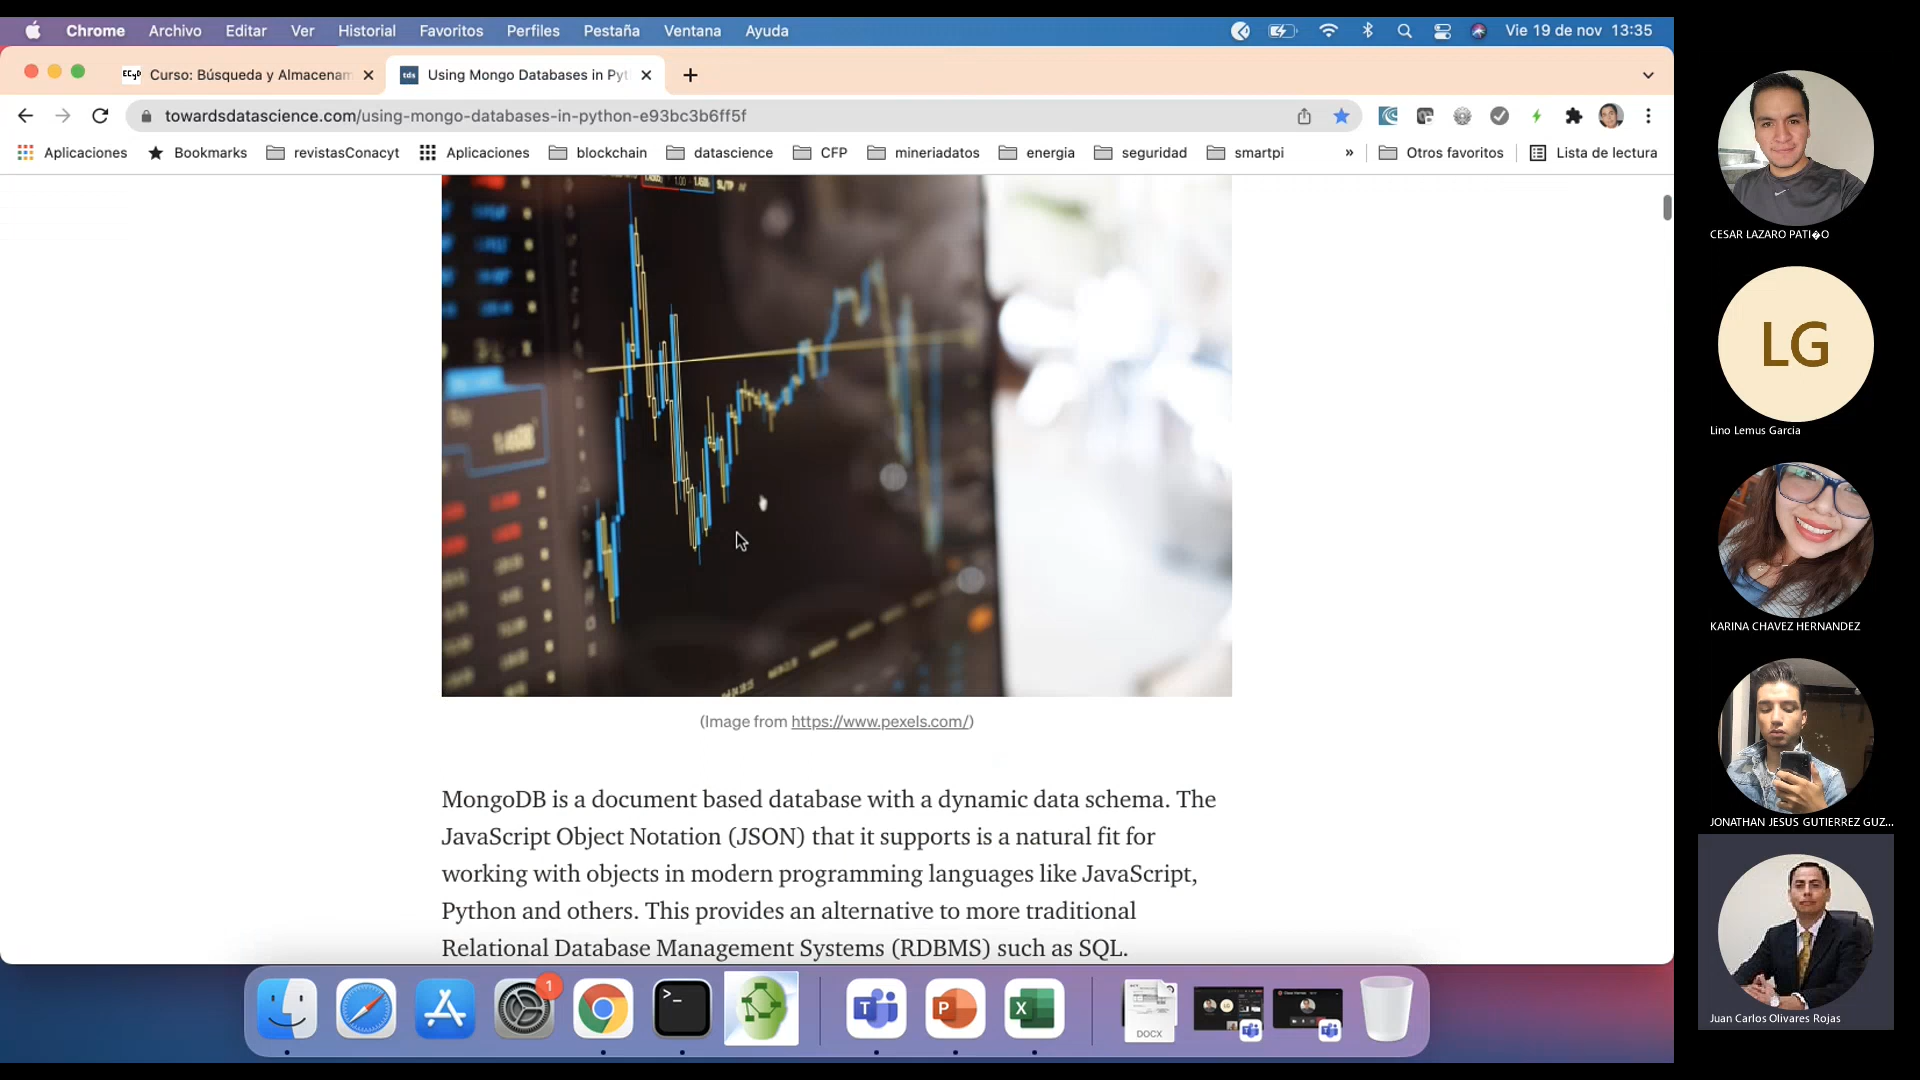 Chrome Archivo Editar Ver Historial Favoritos Perfiles Pestaña Ventana Ayuda Vie 19 de nov 13:35
ECyD Curso: Búsqueda y Almacenam
tds Using Mongo Databases in Pyt
towardsdatascience.com/using-mongo-databases-in-python-e93bc3b6ff5f
Aplicaciones Bookmarks revistasConacyt Aplicaciones blockchain datascience CFP mineriadatos energia seguridad smartpi » Otros favoritos Lista de lectura
(Image from https://www.pexels.com/)
MongoDB is a document based database with a dynamic data schema. The
JavaScript Object Notation (JSON) that it supports is a natural fit for
working with objects in modern programming languages like JavaScript,
Python and others. This provides an alternative to more traditional
Relational Database Management Systems (RDBMS) such as SQL.
1
>_
T
P
X
DOCX
CESAR LAZARO PATI�O
LG
Lino Lemus Garcia
KARINA CHAVEZ HERNANDEZ
JONATHAN JESUS GUTIERREZ GUZ...
Juan Carlos Olivares Rojas